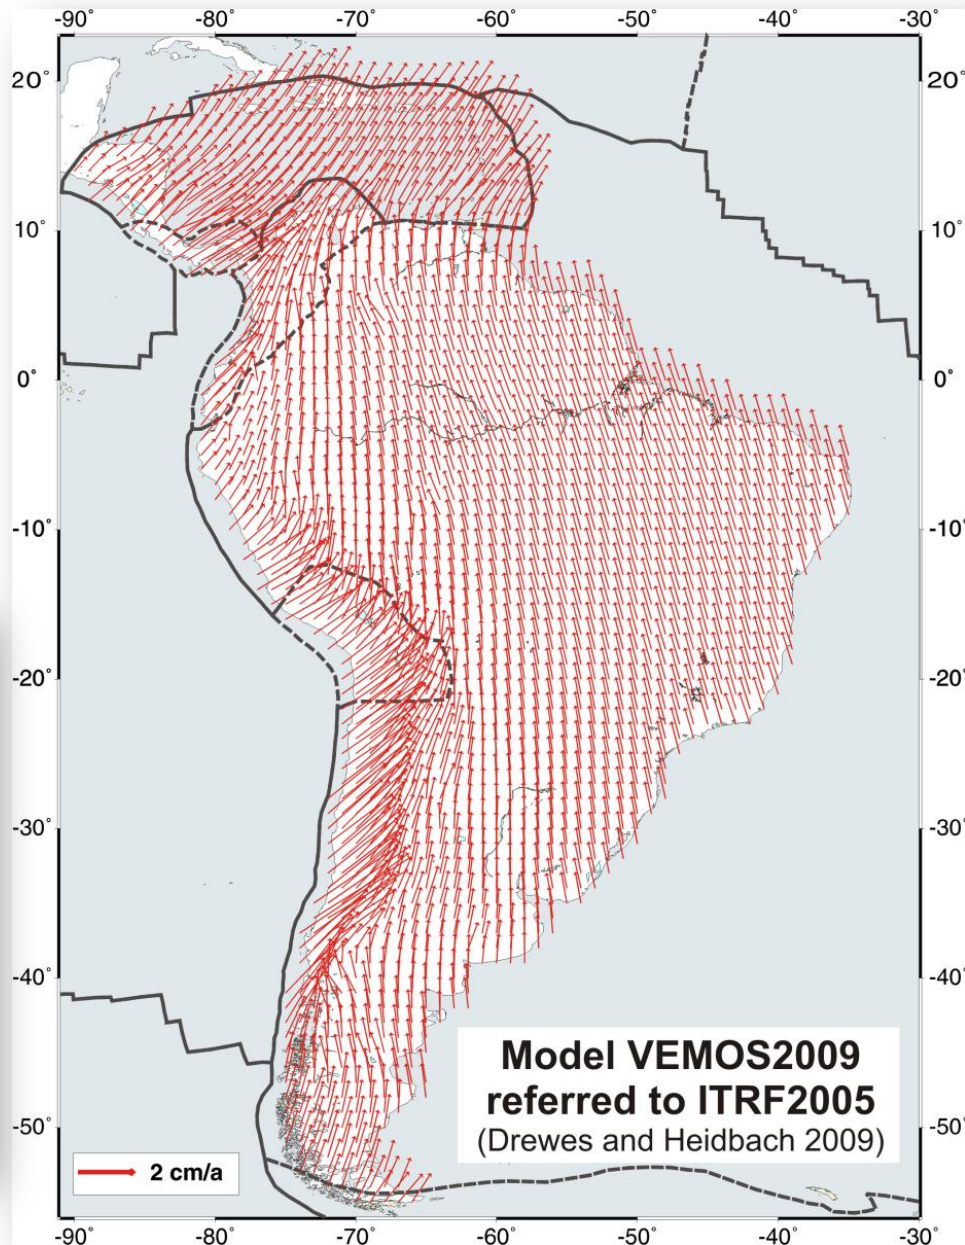 -90° -80° -70° -60° -50° -40° -30°
20° 20°
10° 10°
0° 0°
-10° -10°
-20° -20°
-30° -30°
-40° -40°
Model VEMOS2009
referred to ITRF2005
(Drewes and Heidbach 2009)
-50° -50°
2 cm/a
-90° -80° -70° -60° -50° -40° -30°